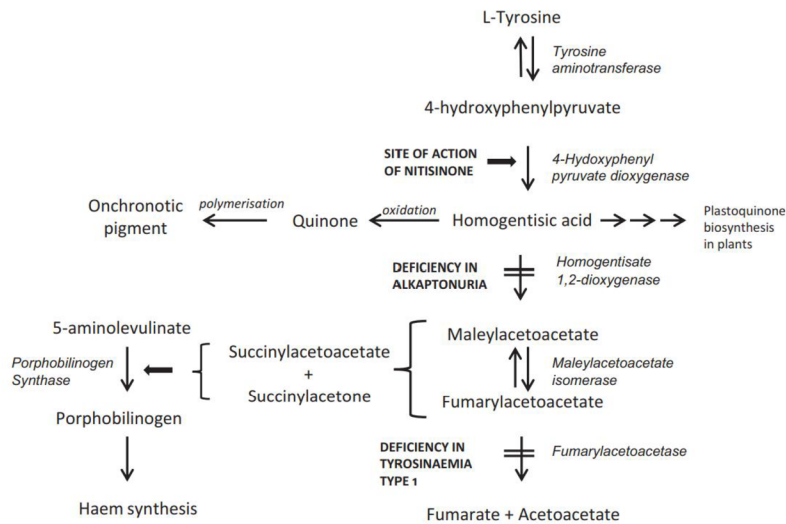 L-Tyrosine
Tyrosine
aminotransferase
4-hydroxyphenylpyruvate
SITE OF ACTION
OF NITISINONE
4-Hydoxyphenyl
pyruvate dioxygenase
Onchronotic
pigment
polymerisation
Quinone
oxidation
Homogentisic acid
Plastoquinone
biosynthesis
in plants
DEFICIENCY IN
ALKAPTONURIA
Homogentisate
1,2-dioxygenase
5-aminolevulinate
Porphobilinogen
Synthase
Succinylacetoacetate
+
Succinylacetone
Maleylacetoacetate
Maleylacetoacetate
isomerase
Fumarylacetoacetate
Porphobilinogen
DEFICIENCY IN
TYROSINAEMIA
TYPE 1
Fumarylacetoacetase
Haem synthesis
Fumarate + Acetoacetate